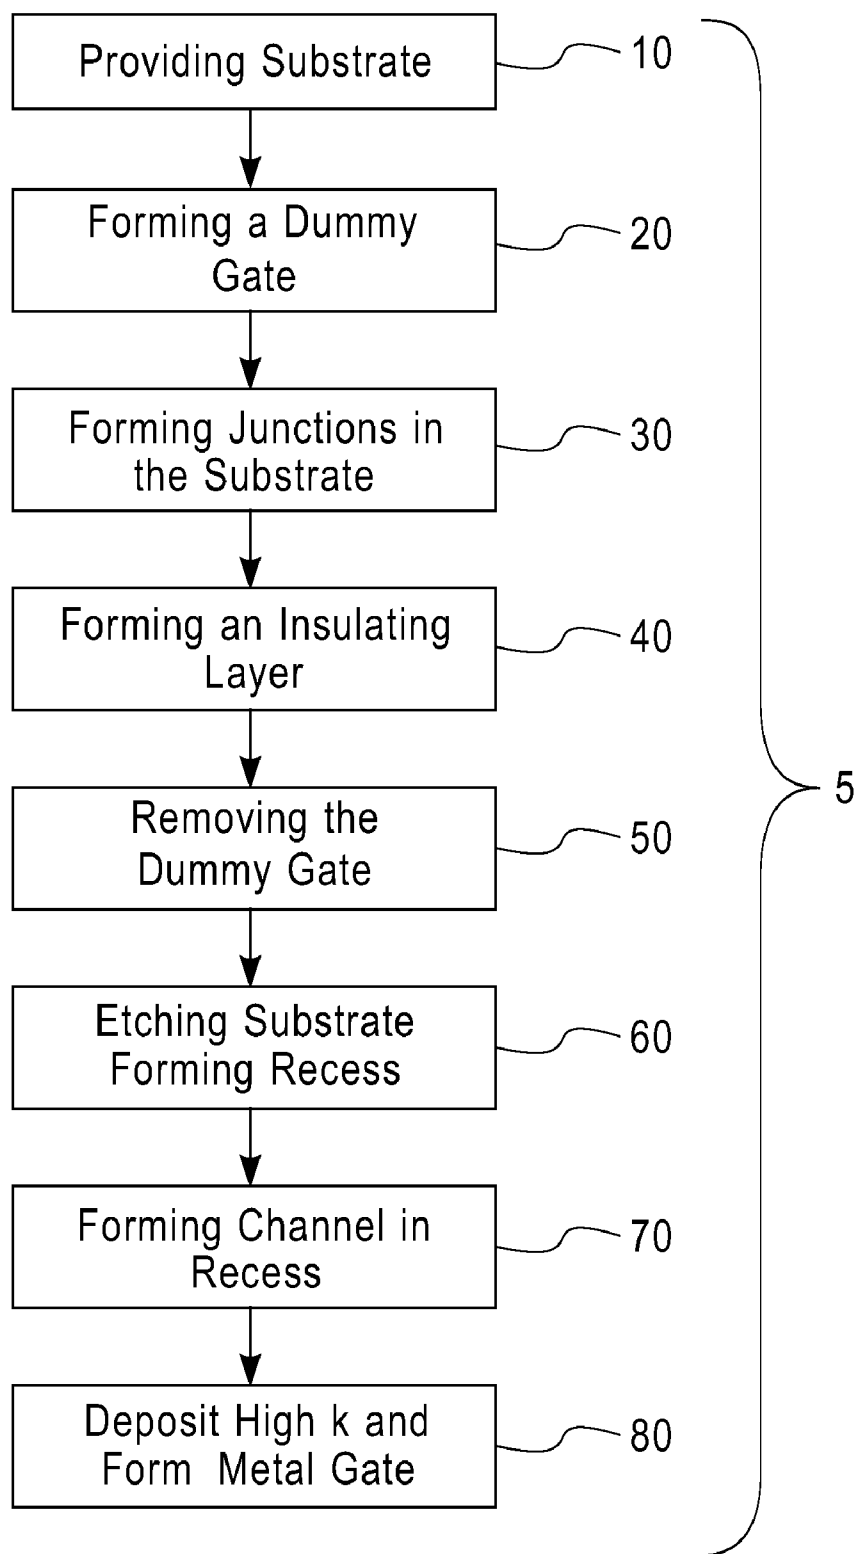 Providing Substrate
10
Forming a Dummy
Gate
20
Forming Junctions in
the Substrate
30
Forming an Insulating
Layer
40
5
Removing the
Dummy Gate
50
Etching Substrate
Forming Recess
60
Forming Channel in
Recess
70
Deposit High k and
Form Metal Gate
80